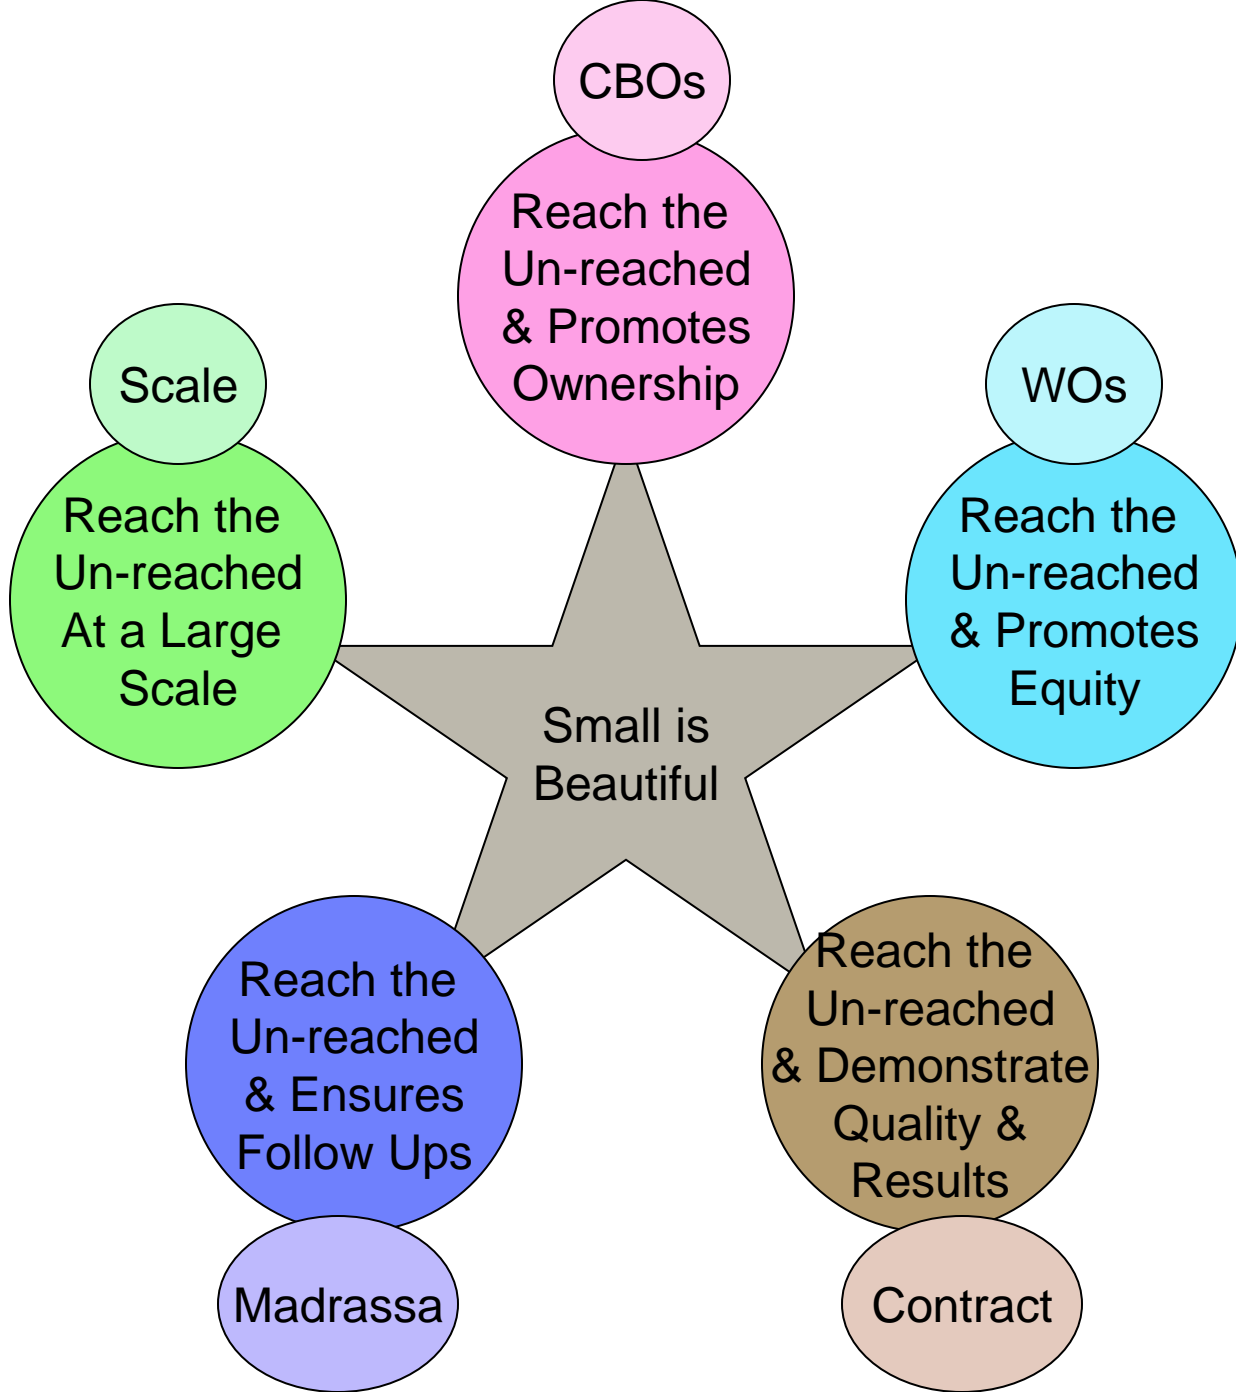 CBOs
Reach the
Un-reached
& Promotes
Ownership
Scale
Reach the
Un-reached
At a Large
Scale
WOs
Reach the
Un-reached
& Promotes
Equity
Small is
Beautiful
Reach the
Un-reached
& Ensures
Follow Ups
Madrassa
Reach the
Un-reached
& Demonstrate
Quality &
Results
Contract